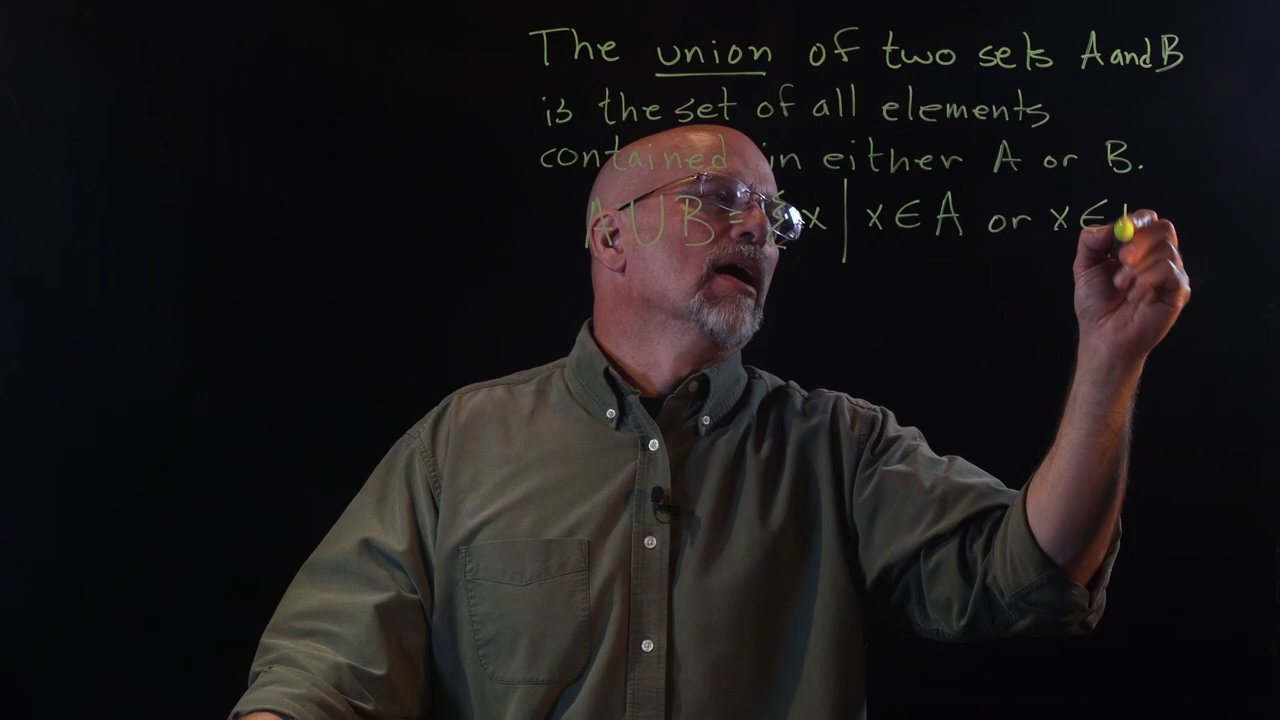 The union of two sets A and B
is the set of all elements
contained in either A or B.
A ∪ B = { x | x ∈ A or x ∈